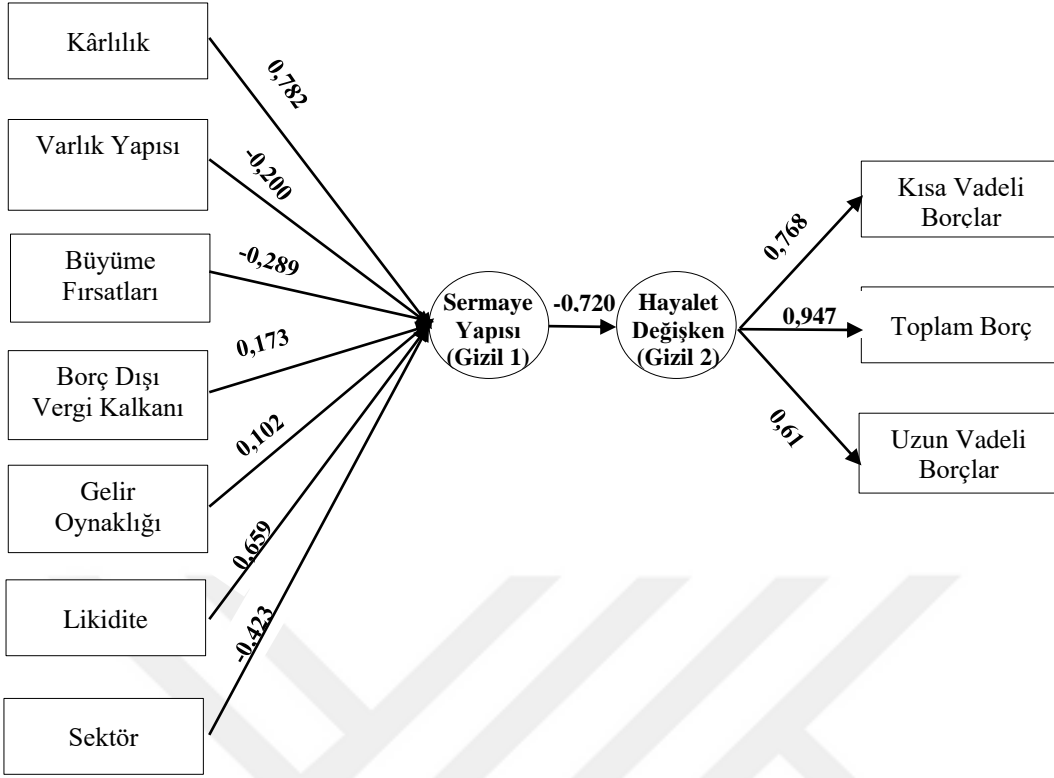 Kârlılık
0,782
Varlık Yapısı
-0,200
Büyüme
Fırsatları
-0,289
Borç Dışı
Vergi Kalkanı
0,173
Gelir
Oynaklığı
0,102
Likidite
0,659
Sektör
-0,423
Sermaye
Yapısı
(Gizil 1)
-0,720
Hayalet
Değişken
(Gizil 2)
0,768
Kısa Vadeli
Borçlar
0,947
Toplam Borç
0,61
Uzun Vadeli
Borçlar